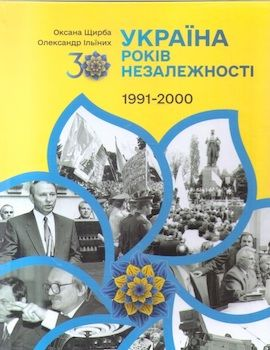 Оксана Щирба
Олександр Ільїних
УКРАЇНА
30 РОКІВ
НЕЗАЛЕЖНОСТІ
1991-2000